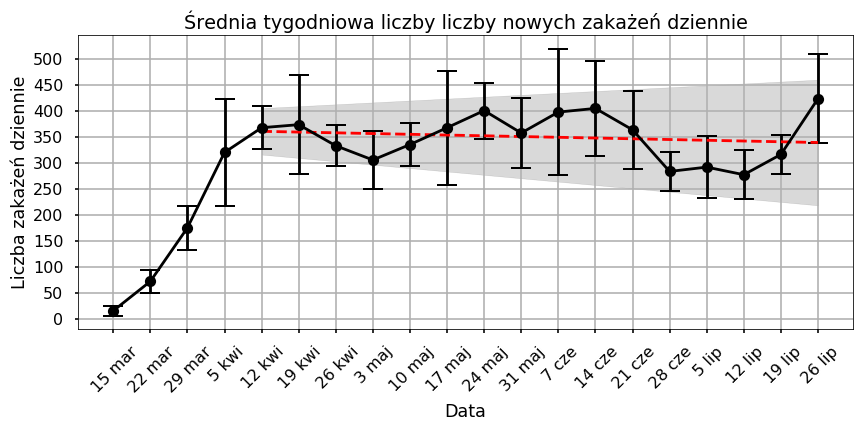 Średnia tygodniowa liczby liczby nowych zakażeń dziennie
Liczba zakażeń dziennie
500
450
400
350
300
250
200
150
100
50
0
15 mar
22 mar
29 mar
5 kwi
12 kwi
19 kwi
26 kwi
3 maj
10 maj
17 maj
24 maj
31 maj
7 cze
14 cze
21 cze
28 cze
5 lip
12 lip
19 lip
26 lip
Data